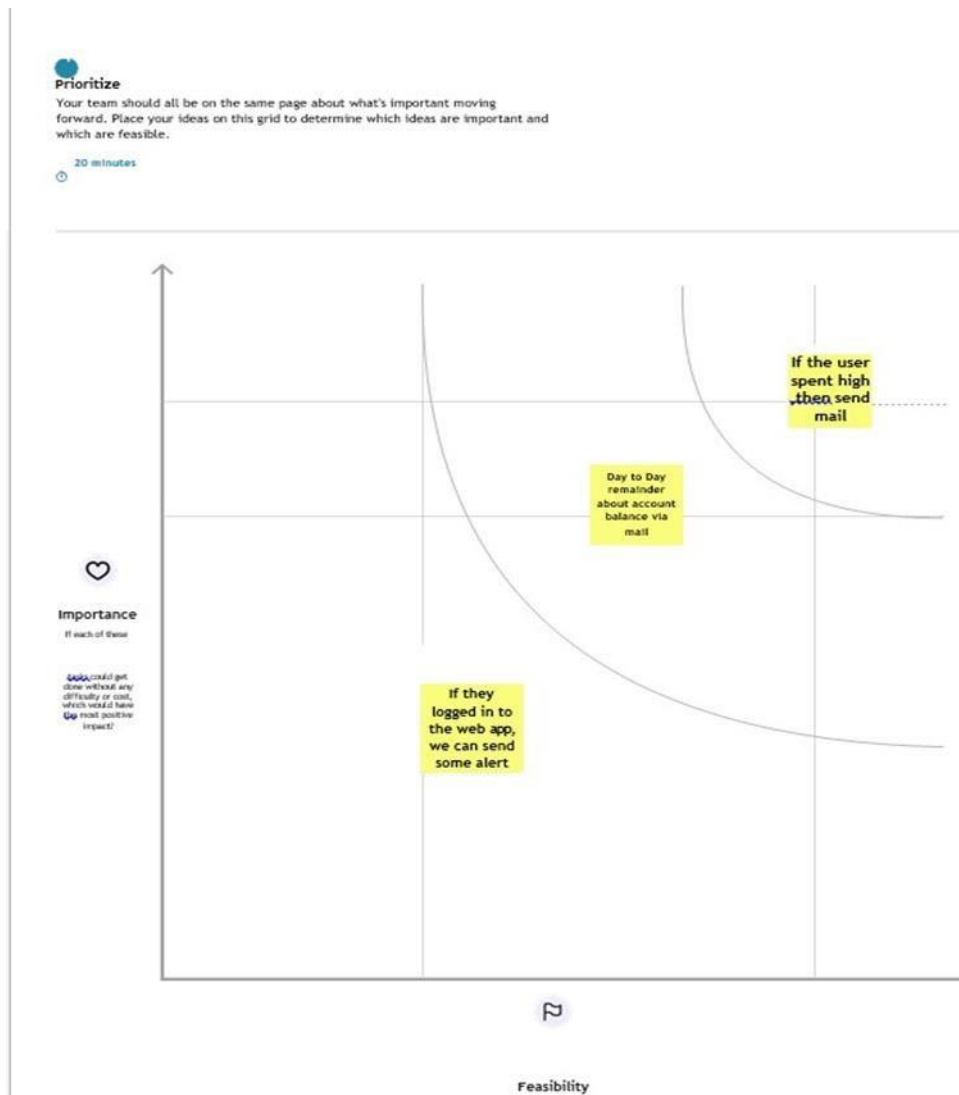 Prioritize
Your team should all be on the same page about what's important moving
forward. Place your ideas on this grid to determine which ideas are important and
which are feasible.
20 minutes
If the user
spent high
then send
mail
Day to Day
remainder
about account
balance via
mail
Importance
If each of these
tasks could get
done without any
difficulty or cost,
which would have
the most positive
impact?
If they
logged in to
the web app,
we can send
some alert
Feasibility